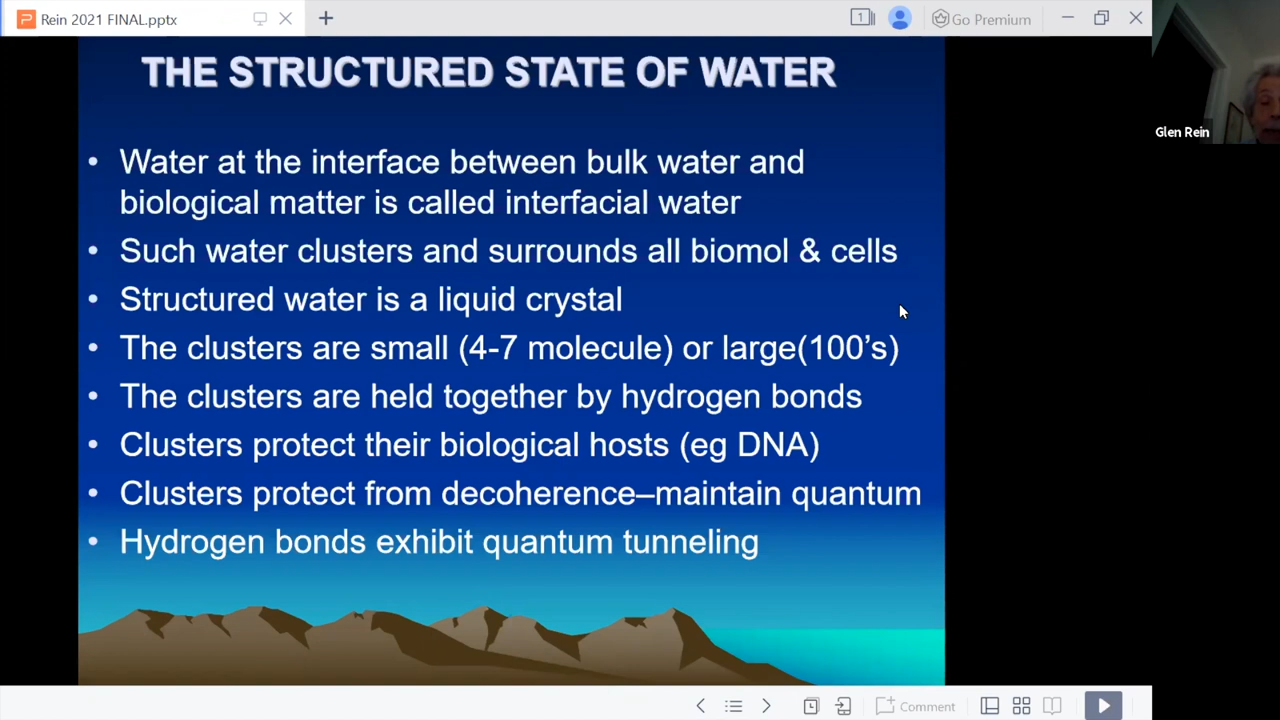 Rein 2021 FINAL.pptx
1
Go Premium
THE STRUCTURED STATE OF WATER
Glen Rein
• Water at the interface between bulk water and
biological matter is called interfacial water
• Such water clusters and surrounds all biomol & cells
• Structured water is a liquid crystal
• The clusters are small (4-7 molecule) or large(100’s)
• The clusters are held together by hydrogen bonds
• Clusters protect their biological hosts (eg DNA)
• Clusters protect from decoherence–maintain quantum
• Hydrogen bonds exhibit quantum tunneling
Comment